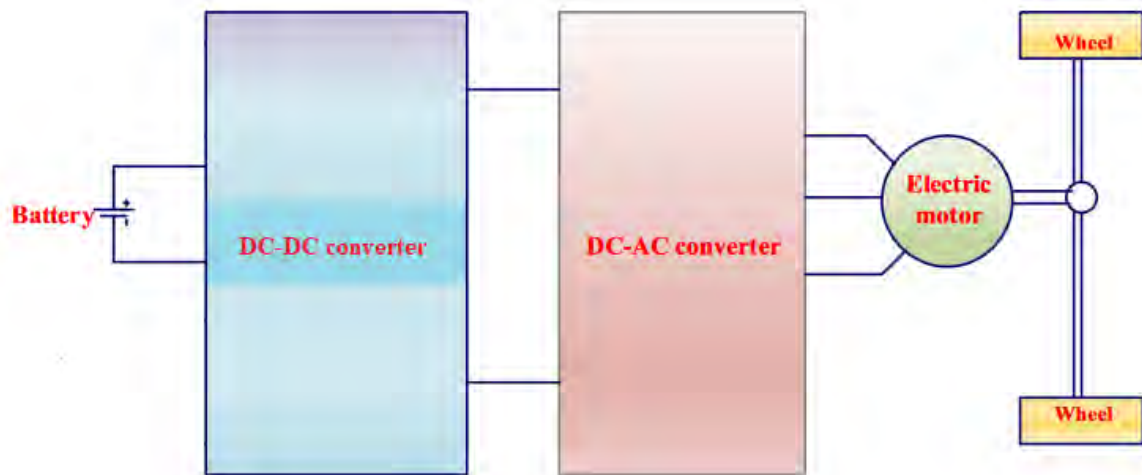 Wheel
Battery
DC-DC converter
DC-AC converter
Electric
motor
Wheel